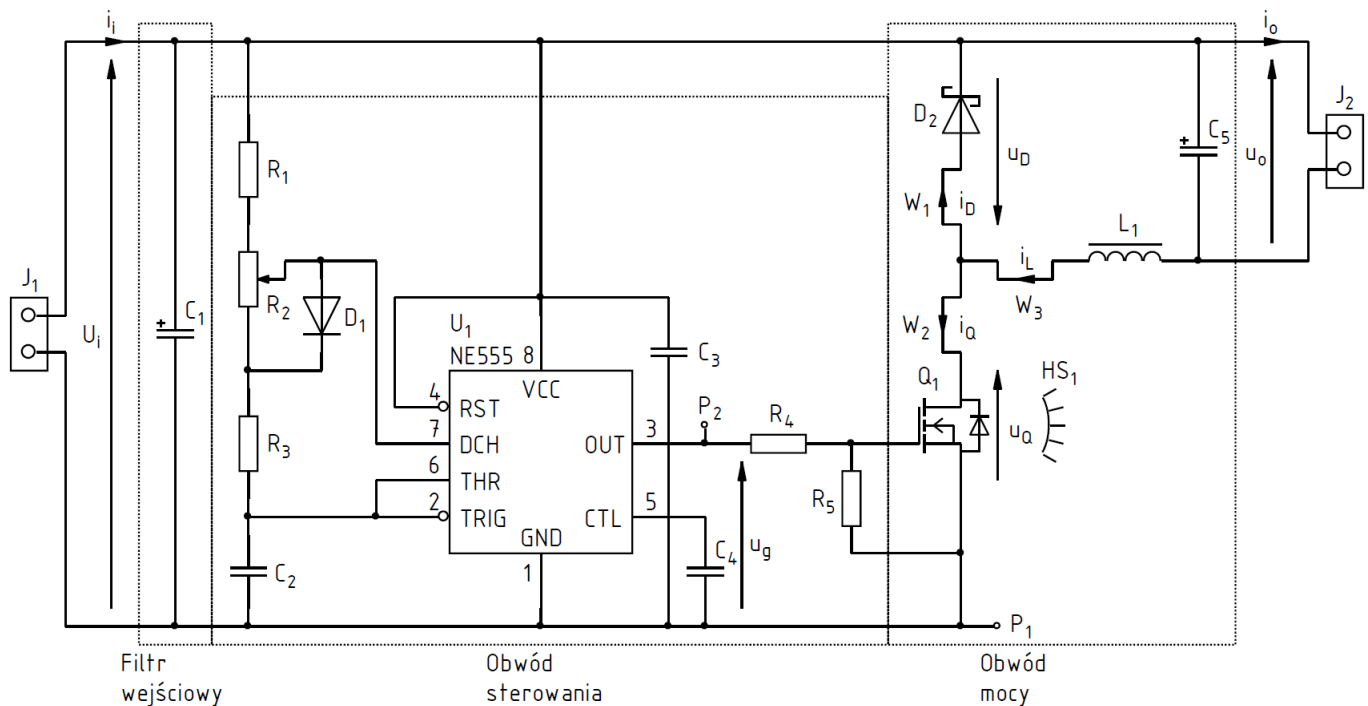 i_i
i_o
J_1
U_i
C_1
R_1
R_2
D_1
R_3
C_2
U_1
NE555
8
VCC
4
RST
7
DCH
6
THR
2
TRIG
OUT
3
5
CTL
GND
1
C_3
P_2
R_4
C_4
u_g
R_5
D_2
u_D
W_1
i_D
i_L
W_3
L_1
W_2
i_Q
Q_1
u_Q
HS_1
C_5
u_o
J_2
P_1
Filtr
wejściowy
Obwód
sterowania
Obwód
mocy